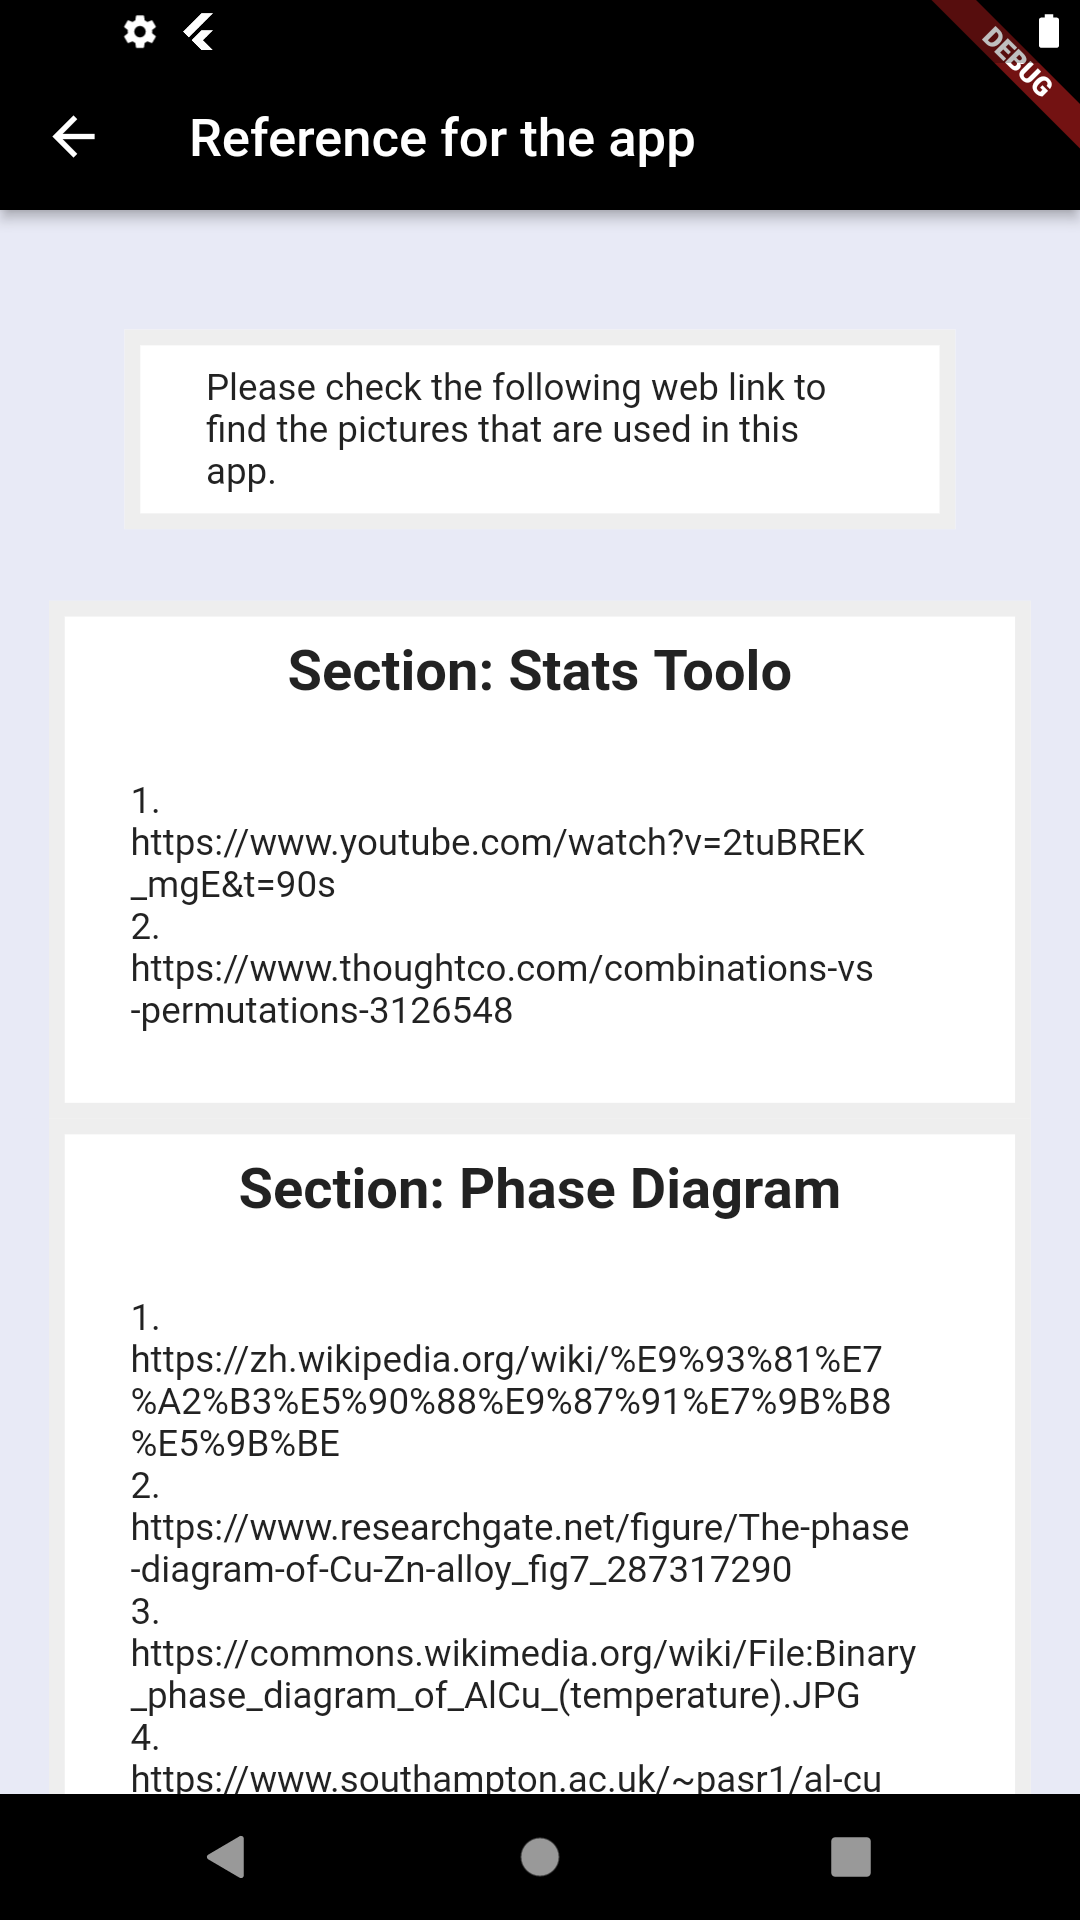 DEBUG
Reference for the app
Please check the following web link to
find the pictures that are used in this
app.
Section: Stats Toolo
1.
https://www.youtube.com/watch?v=2tuBREK
_mgE&t=90s
2.
https://www.thoughtco.com/combinations-vs
-permutations-3126548
Section: Phase Diagram
1.
https://zh.wikipedia.org/wiki/%E9%93%81%E7
%A2%B3%E5%90%88%E9%87%91%E7%9B%B8
%E5%9B%BE
2.
https://www.researchgate.net/figure/The-phase
-diagram-of-Cu-Zn-alloy_fig7_287317290
3.
https://commons.wikimedia.org/wiki/File:Binary
_phase_diagram_of_AlCu_(temperature).JPG
4.
https://www.southampton.ac.uk/~pasr1/al-cu